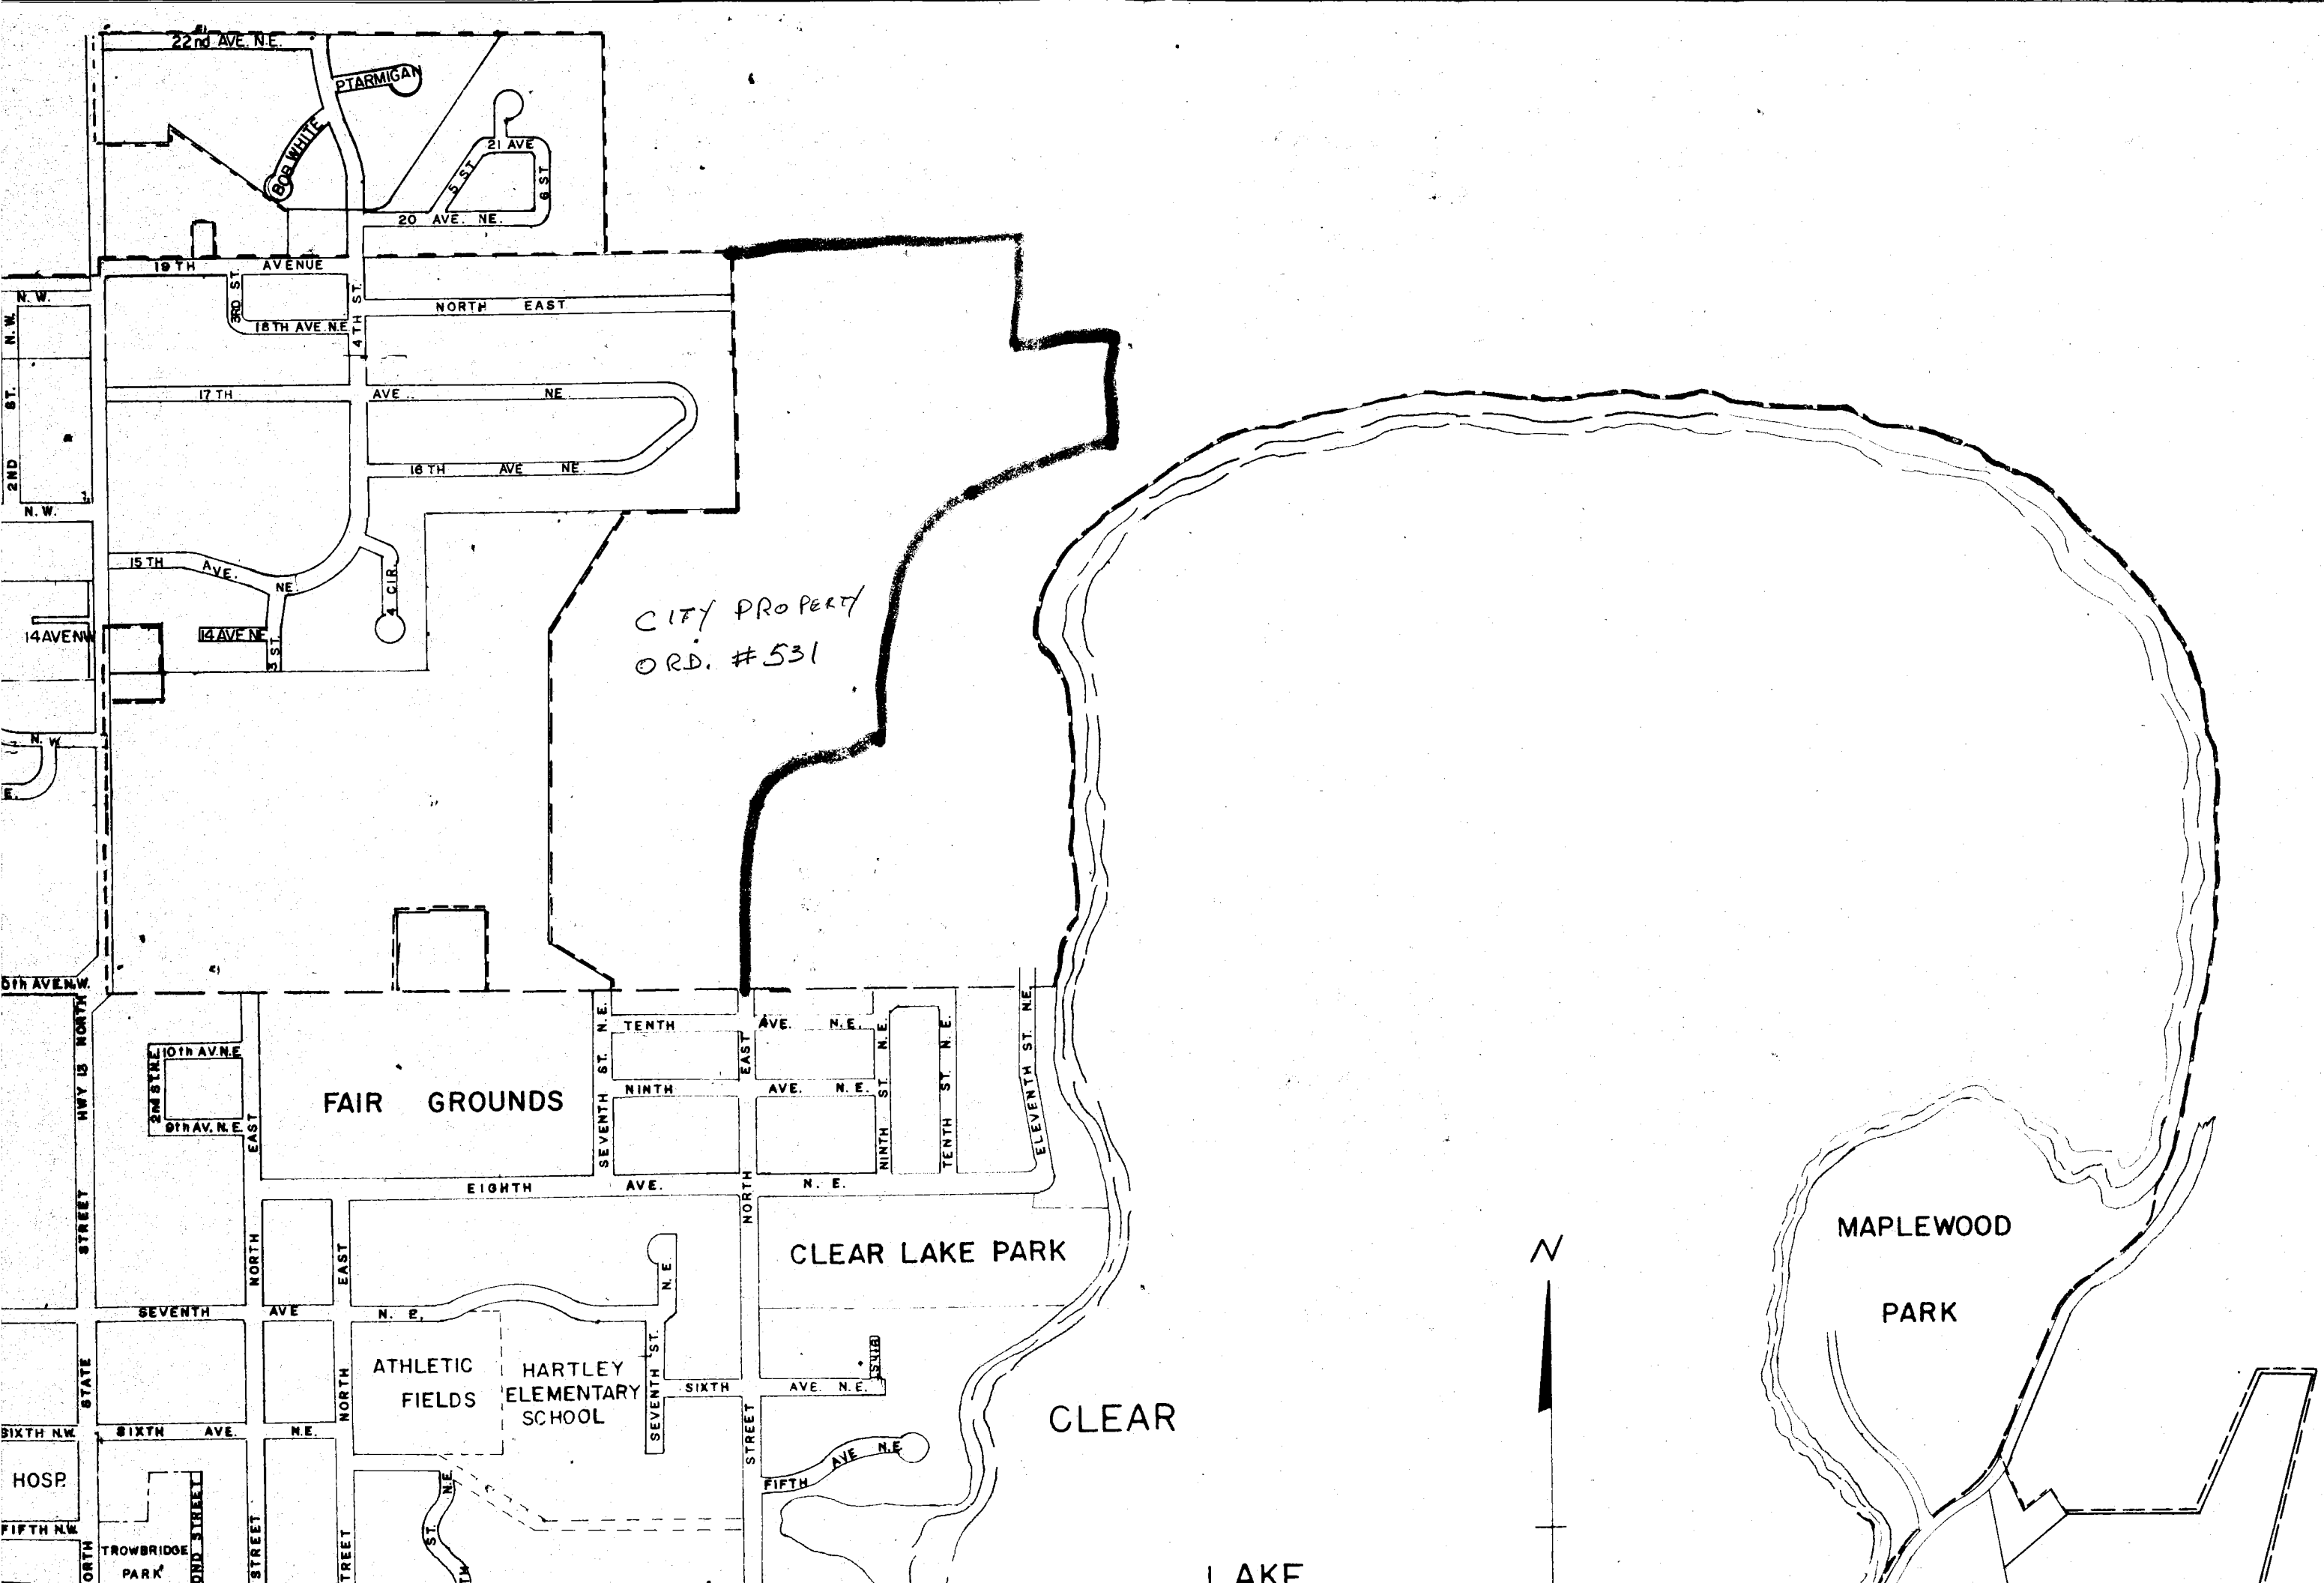 22nd AVE. N.E.
PTARMIGAN
BOB WHITE
21 AVE
5 ST
6 ST
20 AVE. NE.
19TH AVENUE
NORTH EAST
3RD ST.
4TH ST.
18TH AVE. N.E.
N. W.
N. W.
2ND ST.
17TH AVE. NE.
16TH AVE NE.
N. W.
15TH AVE. NE.
4 CIR.
14 AVE NW
14 AVE NE
3 ST.
CITY PROPERTY
ORD. #531
N. W.
E.
5th AVE N.W.
HWY 13 NORTH
STREET
STATE
NORTH
10th AV. N.E.
2nd ST. N.E.
9th AV. N. E.
EAST
NORTH
STREET
FAIR GROUNDS
SEVENTH ST. N.E.
TENTH AVE. N.E.
EAST
NORTH
STREET
NINTH AVE. N. E.
NINTH ST. N.E.
TENTH ST. N.E.
ELEVENTH ST. N.E.
EIGHTH AVE. N. E.
EAST
NORTH
CLEAR LAKE PARK
N. E.
MAPLEWOOD
PARK
N
SEVENTH AVE N. E.
ATHLETIC
FIELDS
HARTLEY
ELEMENTARY
SCHOOL
SEVENTH ST.
SIXTH AVE. N.E.
CLEAR
LAKE
SIXTH N.W.
SIXTH AVE. N.E.
HOSP.
FIFTH AVE N.E.
N.E.
ST.
FIFTH N.W.
TROWBRIDGE
PARK
OND STREET
TREET